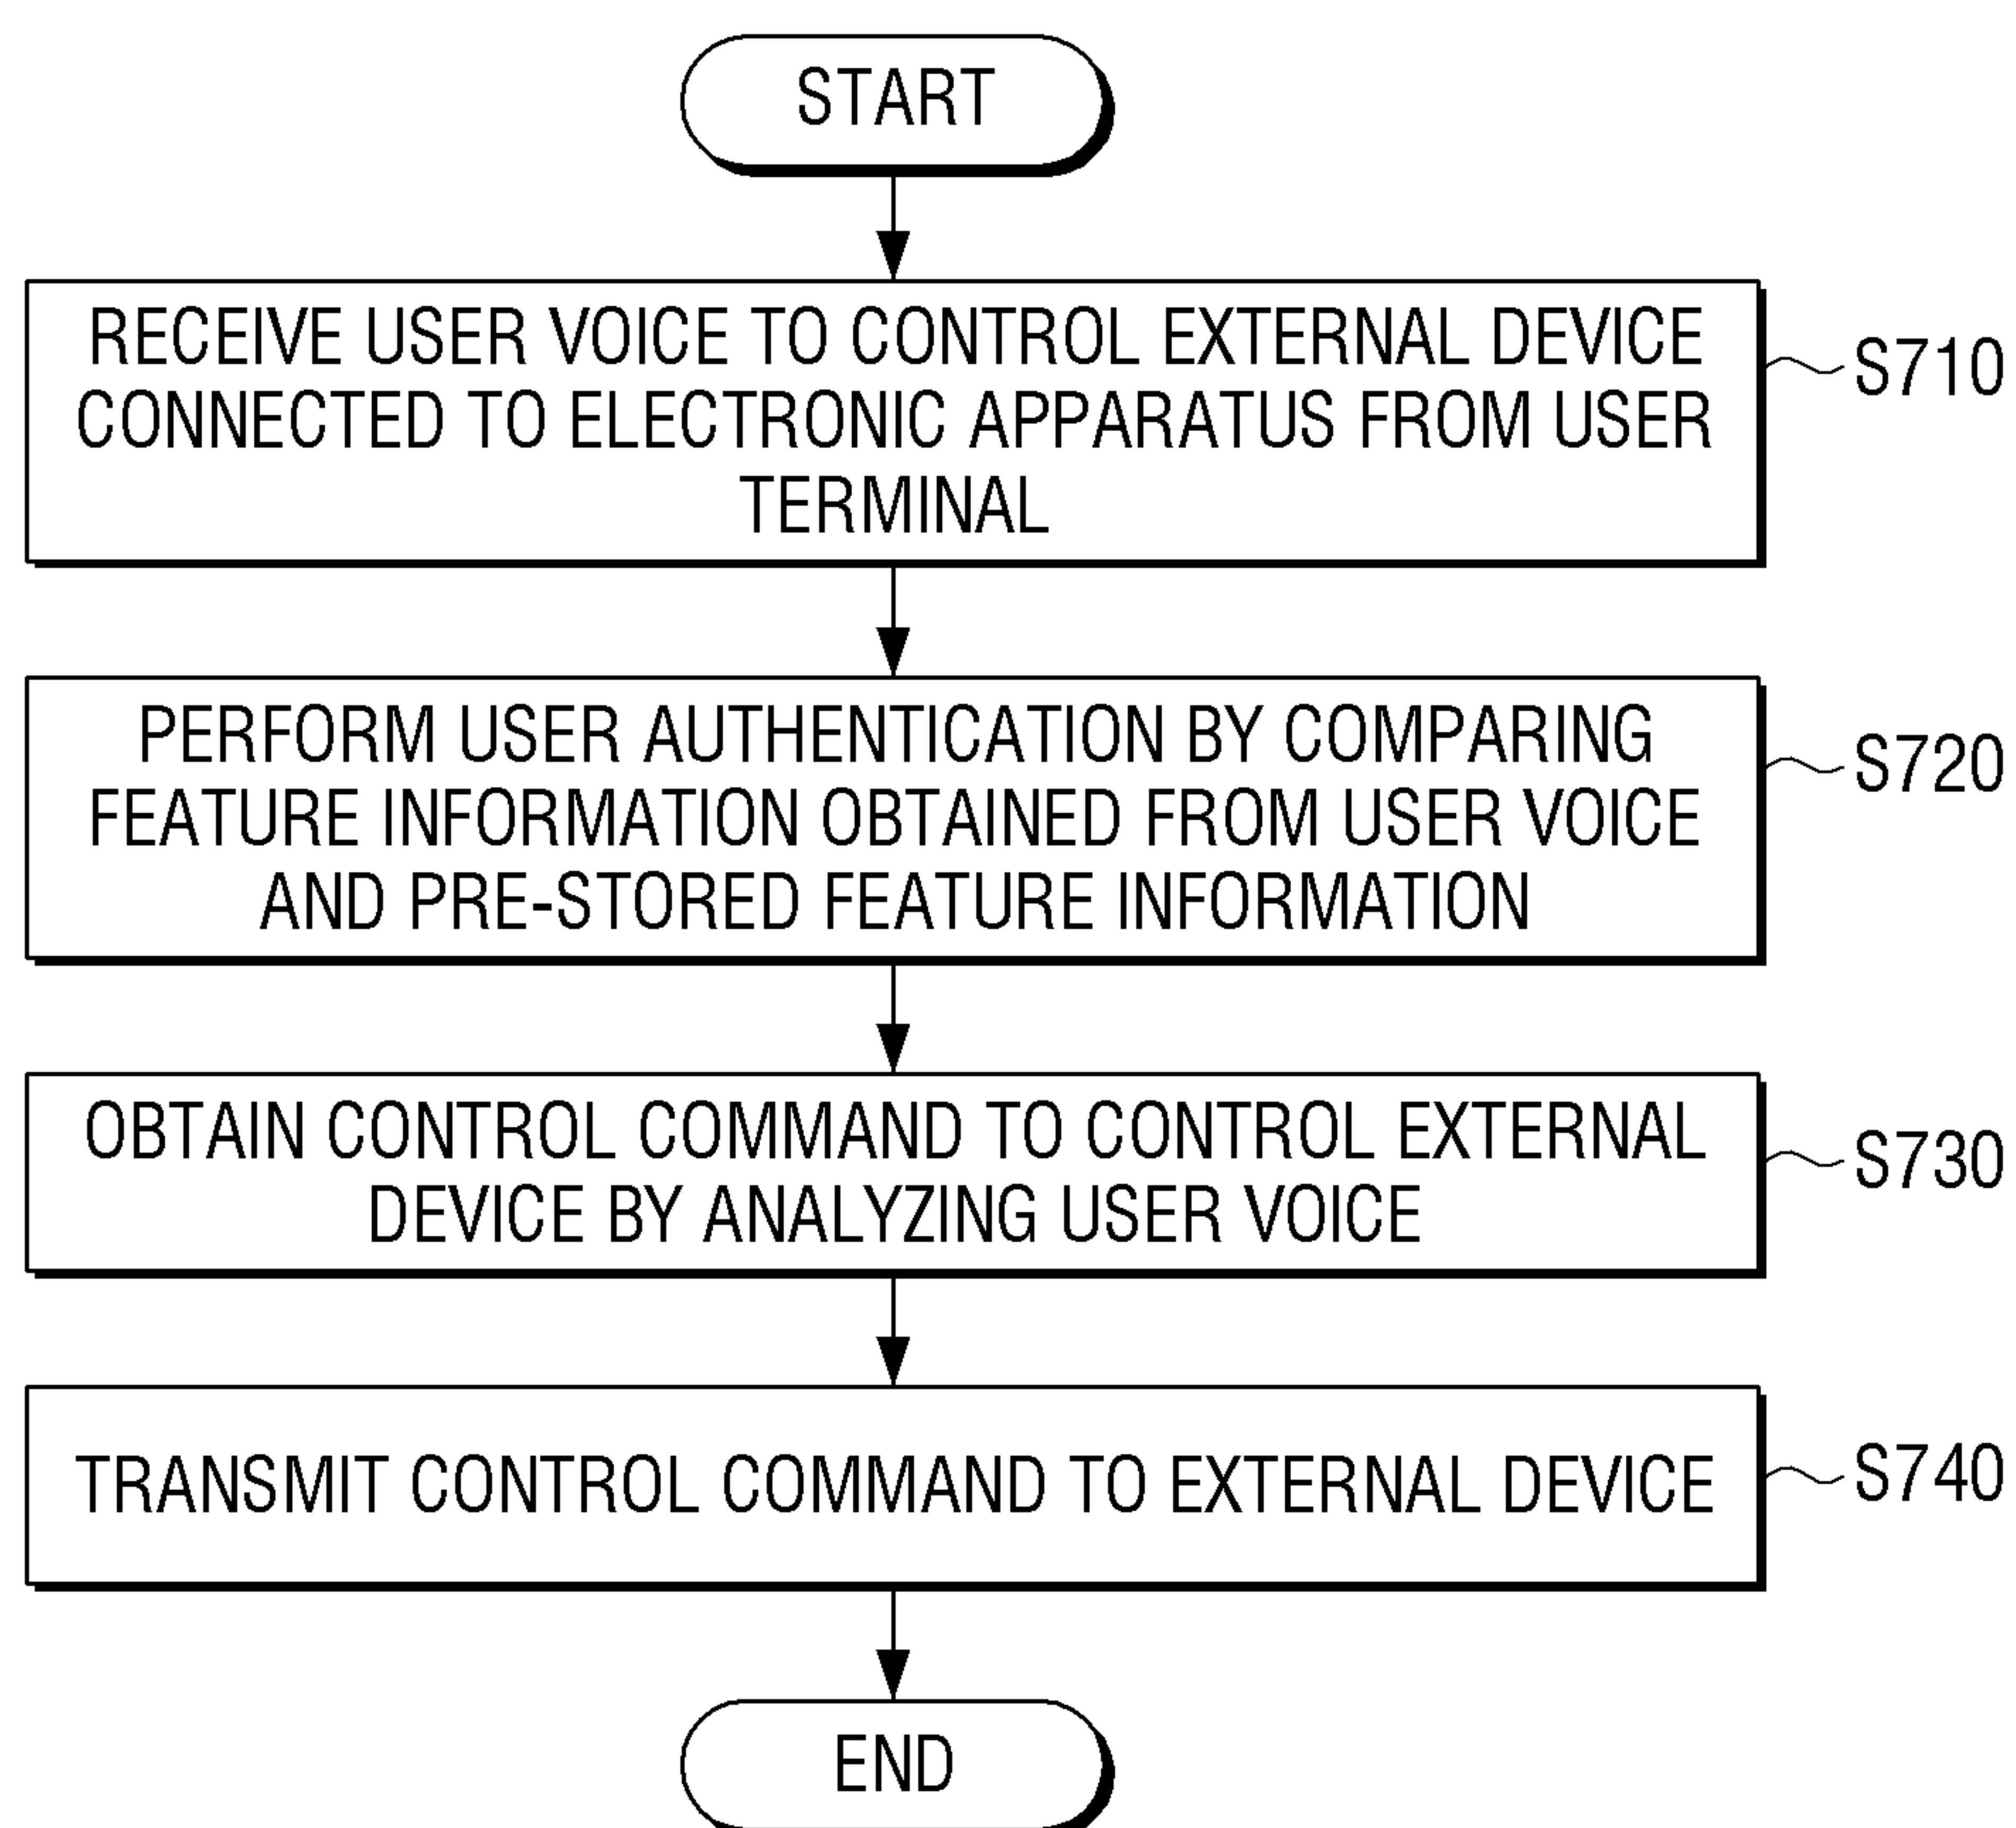 START
RECEIVE USER VOICE TO CONTROL EXTERNAL DEVICE
CONNECTED TO ELECTRONIC APPARATUS FROM USER
TERMINAL
S710
PERFORM USER AUTHENTICATION BY COMPARING
FEATURE INFORMATION OBTAINED FROM USER VOICE
AND PRE-STORED FEATURE INFORMATION
S720
OBTAIN CONTROL COMMAND TO CONTROL EXTERNAL
DEVICE BY ANALYZING USER VOICE
S730
TRANSMIT CONTROL COMMAND TO EXTERNAL DEVICE
S740
END